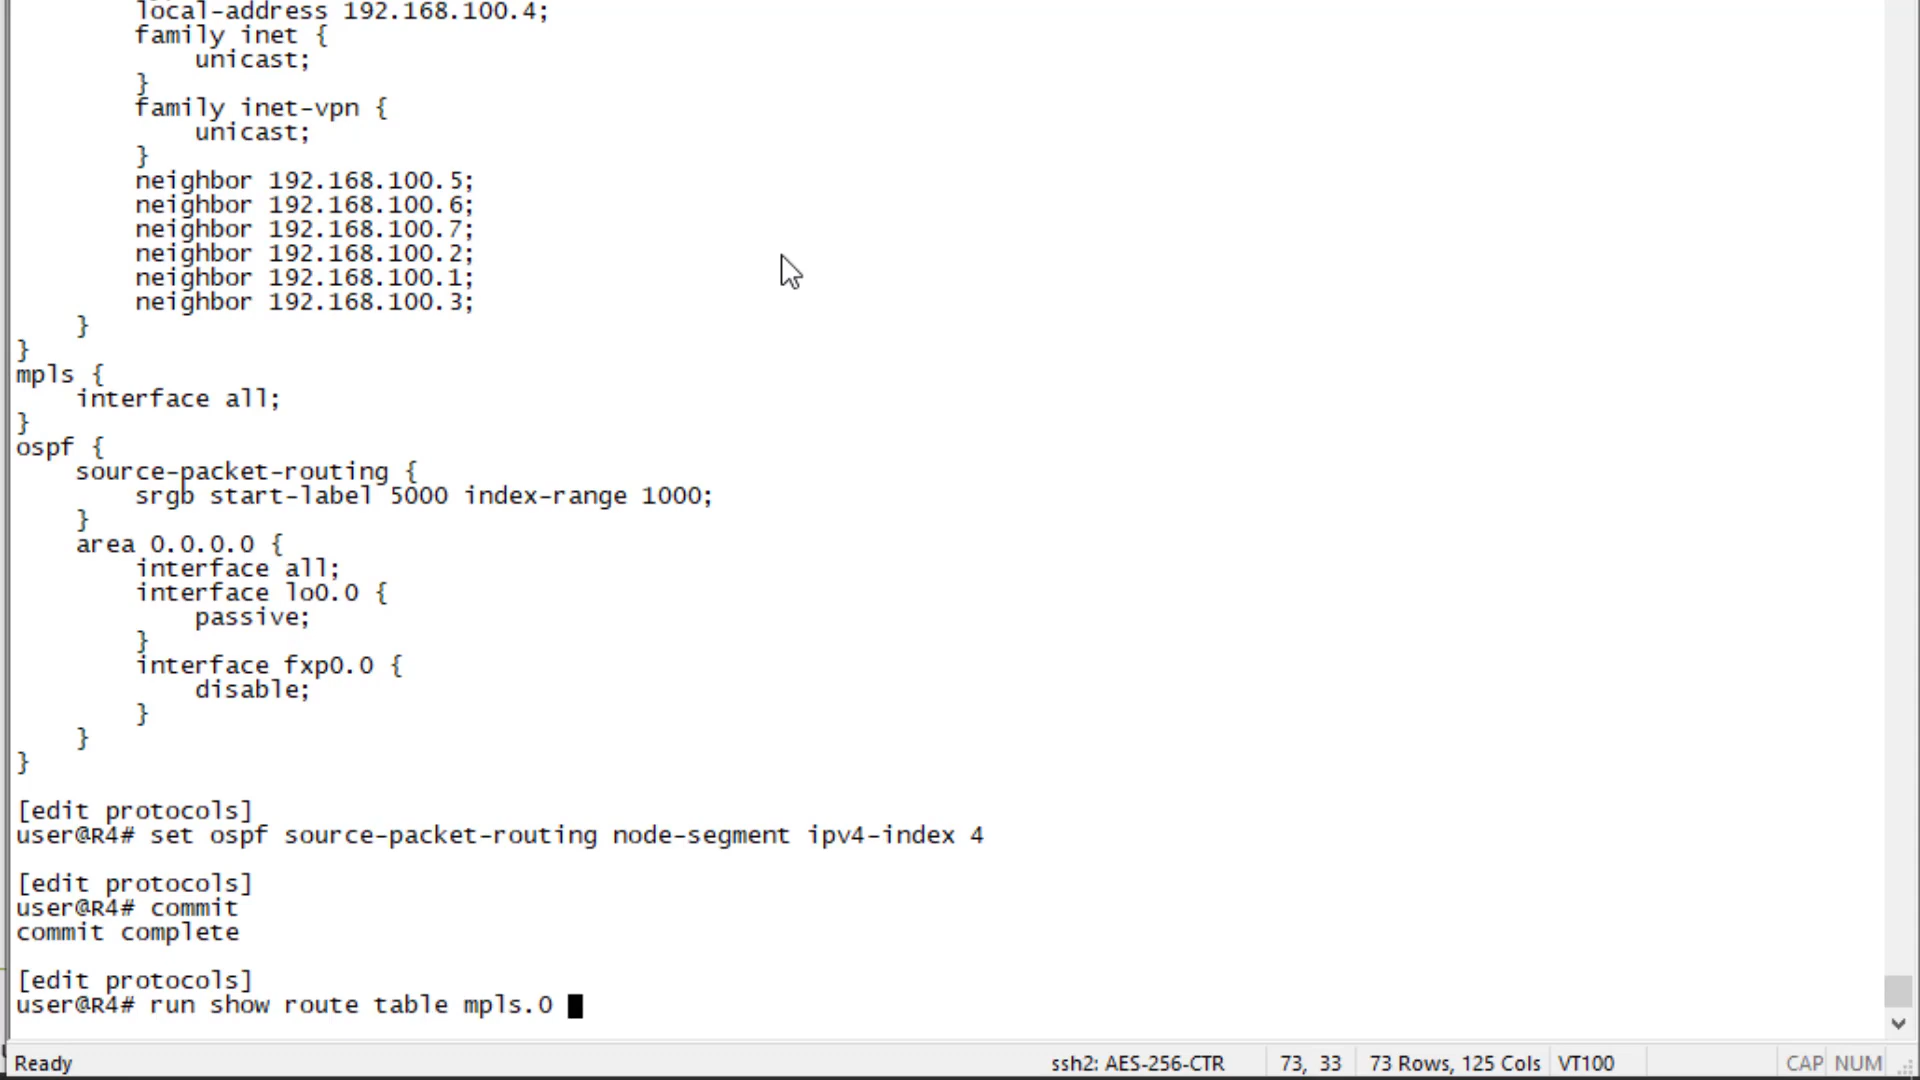 local-address 192.168.100.4;
        family inet {
            unicast;
        }
        family inet-vpn {
            unicast;
        }
        neighbor 192.168.100.5;
        neighbor 192.168.100.6;
        neighbor 192.168.100.7;
        neighbor 192.168.100.2;
        neighbor 192.168.100.1;
        neighbor 192.168.100.3;
    }
}
mpls {
    interface all;
}
ospf {
    source-packet-routing {
        srgb start-label 5000 index-range 1000;
    }
    area 0.0.0.0 {
        interface all;
        interface lo0.0 {
            passive;
        }
        interface fxp0.0 {
            disable;
        }
    }
}
[edit protocols]
user@R4# set ospf source-packet-routing node-segment ipv4-index 4
[edit protocols]
user@R4# commit
commit complete
[edit protocols]
user@R4# run show route table mpls.0
Ready ssh2: AES-256-CTR 73, 33 73 Rows, 125 Cols VT100 CAP NUM